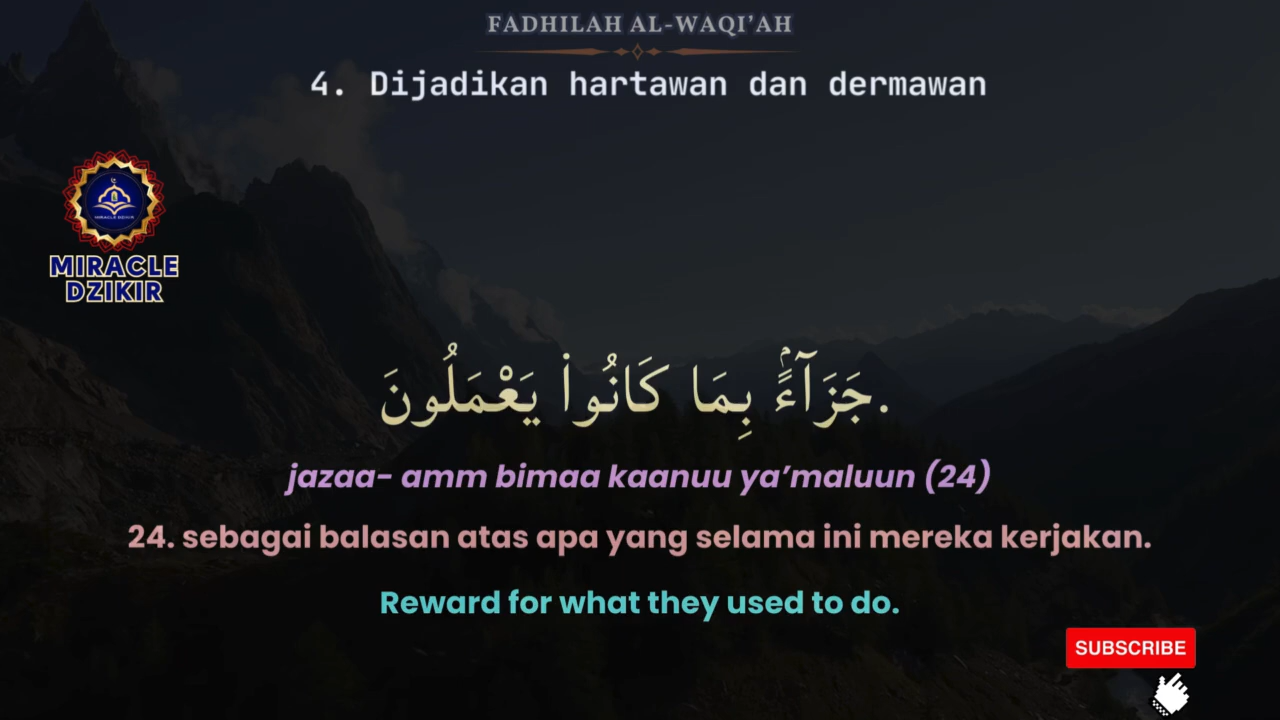 FADHILAH AL-WAQI'AH
4. Dijadikan hartawan dan dermawan
MIRACLE
DZIKIR
جَزَآءًۢ بِمَا كَانُوا۟ يَعْمَلُونَ.
jazaa- amm bimaa kaanuu ya’maluun (24)
24. sebagai balasan atas apa yang selama ini mereka kerjakan.
Reward for what they used to do.
SUBSCRIBE